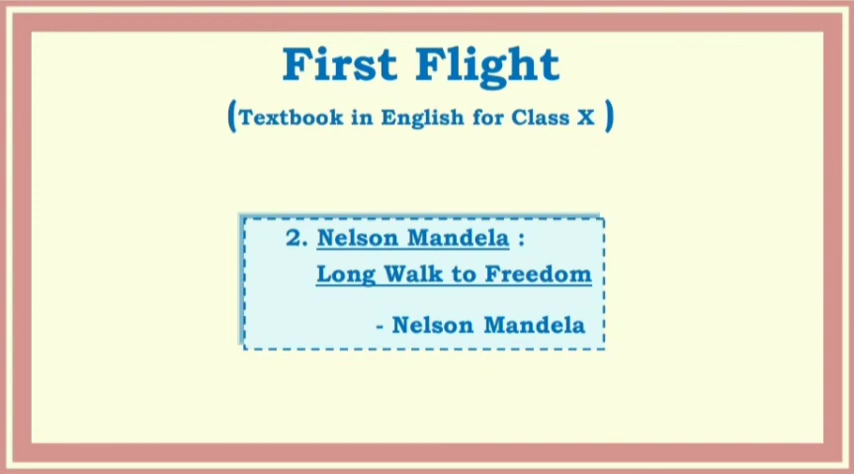 First Flight
(Textbook in English for Class X )
2. Nelson Mandela :
Long Walk to Freedom
- Nelson Mandela